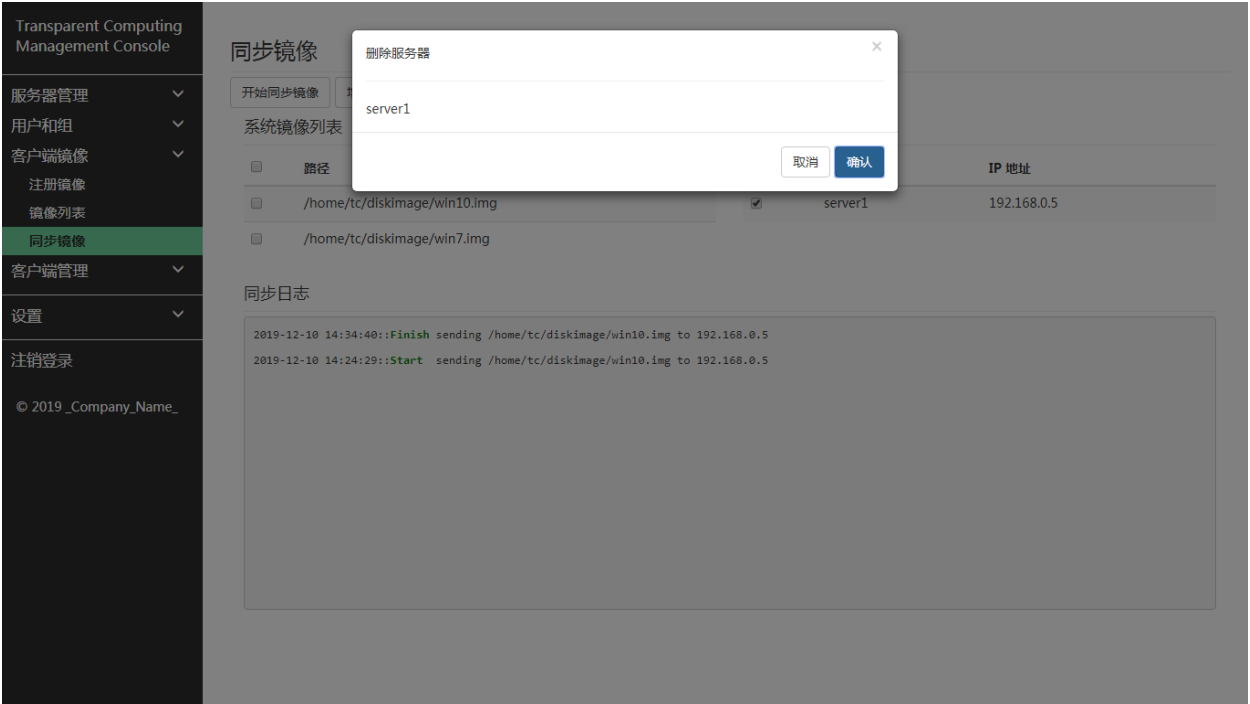 Transparent Computing
Management Console
服务器管理
用户和组
客户端镜像
注册镜像
镜像列表
同步镜像
客户端管理
设置
注销登录
© 2019 _Company_Name_
同步镜像
开始同步镜像
删除服务器
×
server1
取消
确认
系统镜像列表
路径
IP 地址
/home/tc/diskimage/win10.img
server1
192.168.0.5
/home/tc/diskimage/win7.img
同步日志
2019-12-10 14:34:40::Finish sending /home/tc/diskimage/win10.img to 192.168.0.5
2019-12-10 14:24:29::Start sending /home/tc/diskimage/win10.img to 192.168.0.5